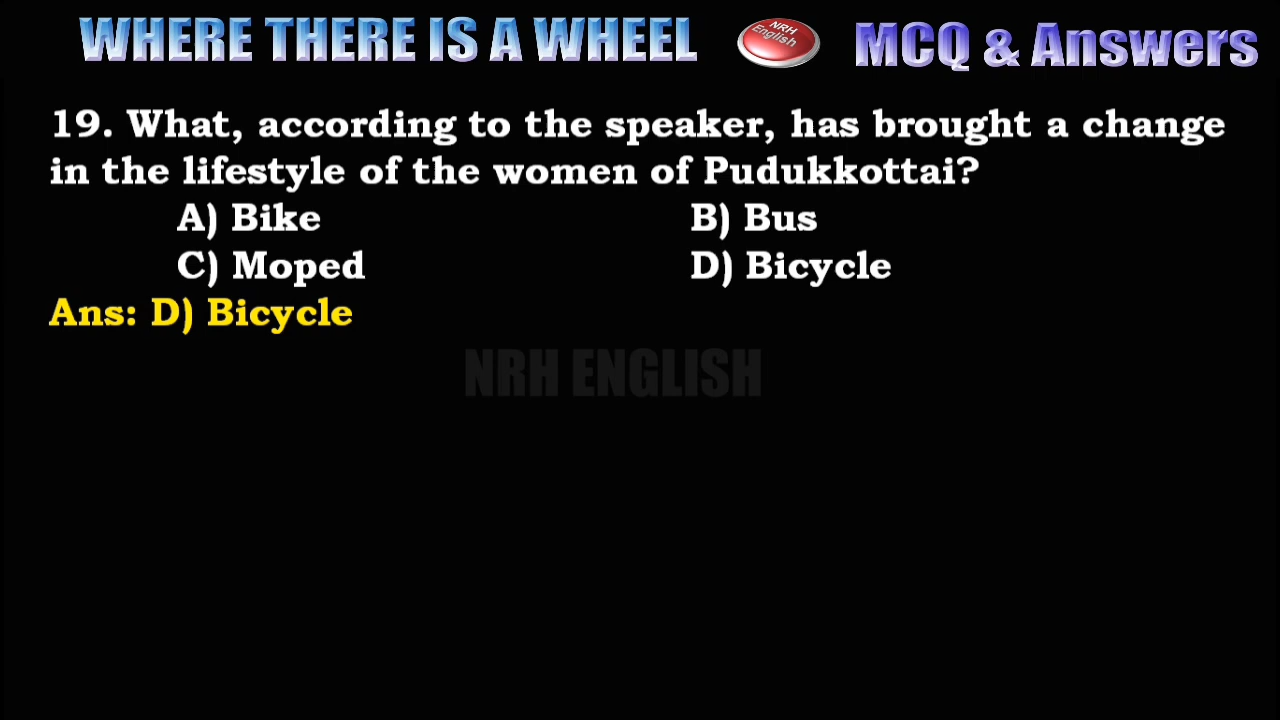 WHERE THERE IS A WHEEL NRH English MCQ & Answers
19. What, according to the speaker, has brought a change
in the lifestyle of the women of Pudukkottai?
A) Bike B) Bus
C) Moped D) Bicycle
Ans: D) Bicycle
NRH ENGLISH